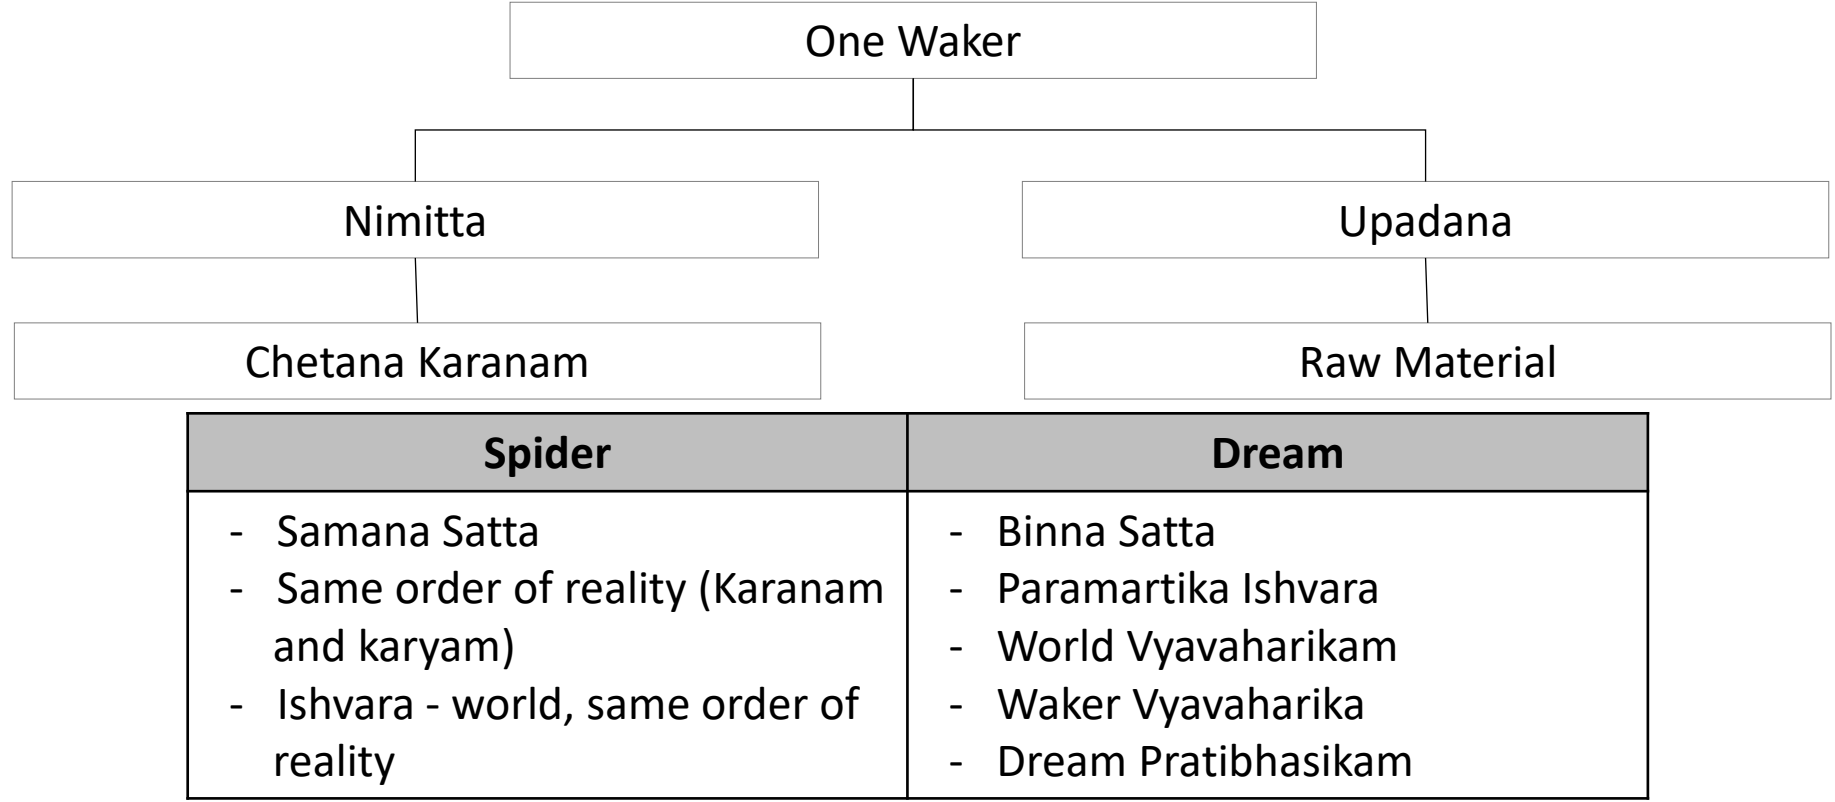 One Waker
Nimitta
Upadana
Chetana Karanam
Raw Material
Spider
Dream
- Samana Satta
- Same order of reality (Karanam
and karyam)
- Ishvara - world, same order of
reality
- Binna Satta
- Paramartika Ishvara
- World Vyavaharikam
- Waker Vyavaharika
- Dream Pratibhasikam